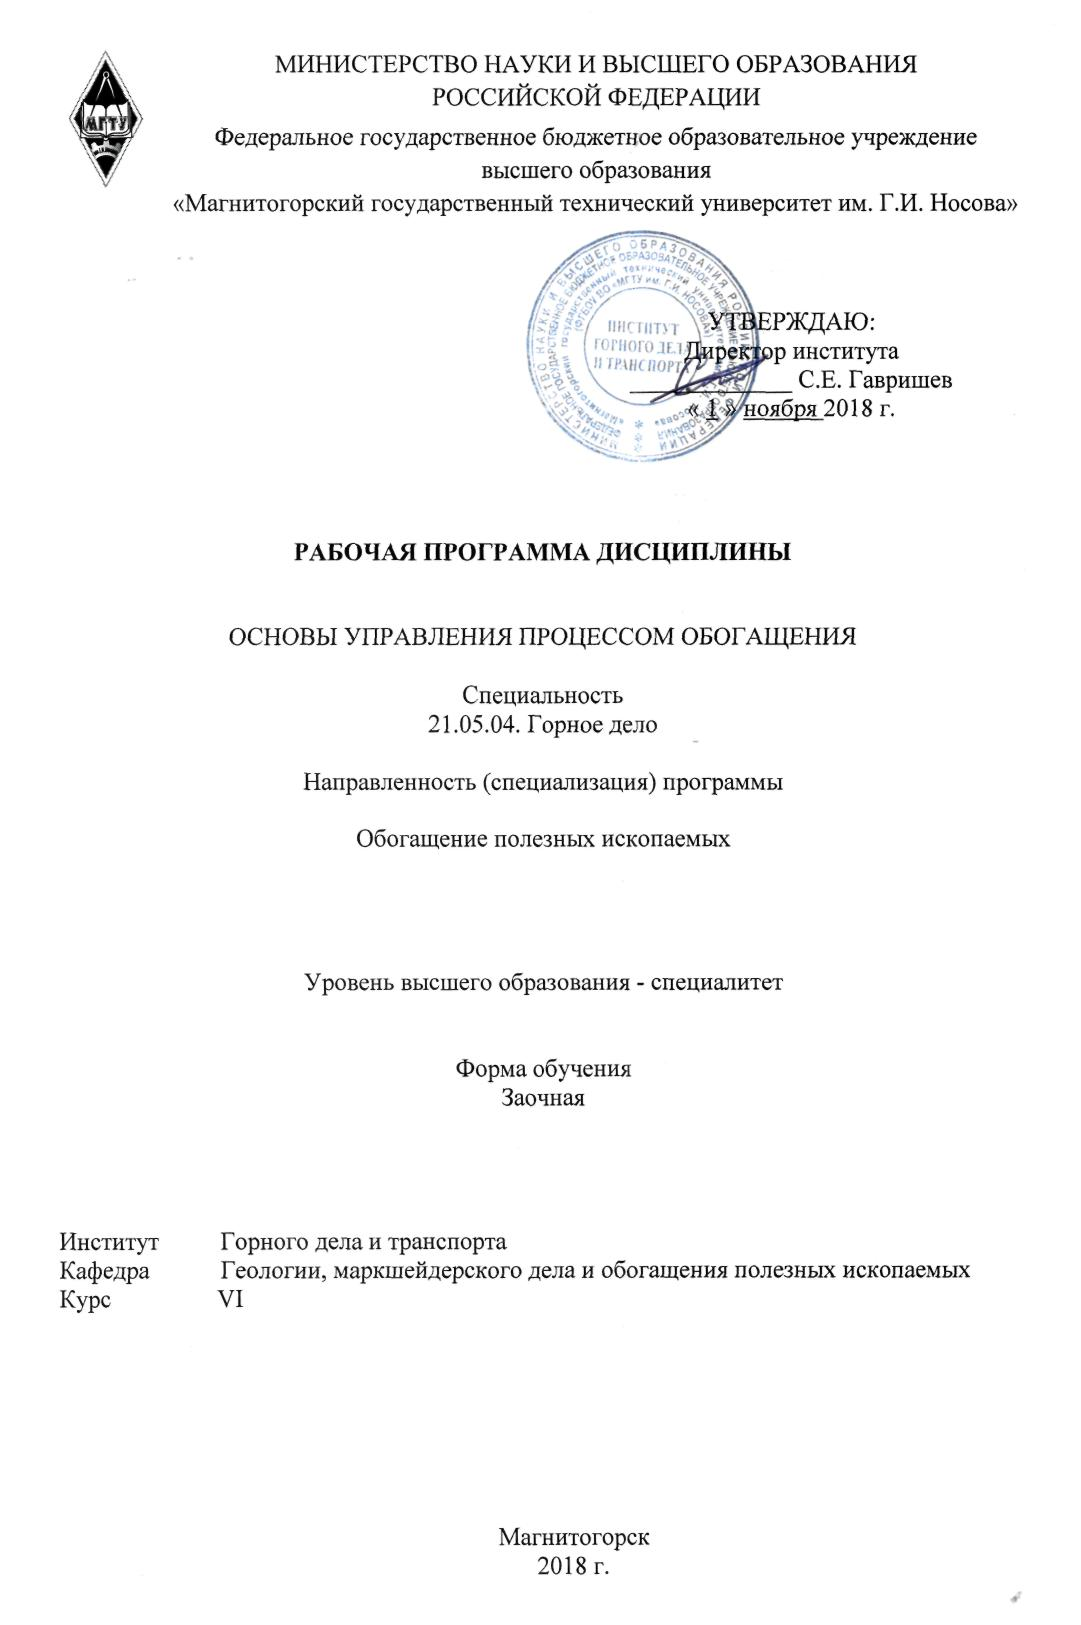 МИНИСТЕРСТВО НАУКИ И ВЫСШЕГО ОБРАЗОВАНИЯ
РОССИЙСКОЙ ФЕДЕРАЦИИ
Федеральное государственное бюджетное образовательное учреждение
высшего образования
«Магнитогорский государственный технический университет им. Г.И. Носова»
МГТУ
ИНСТИТУТ
ГОРНОГО ДЕЛА
И ТРАНСПОРТА
УТВЕРЖДАЮ:
Директор института
С.Е. Гавришев
« 1 » ноября 2018 г.
РАБОЧАЯ ПРОГРАММА ДИСЦИПЛИНЫ
ОСНОВЫ УПРАВЛЕНИЯ ПРОЦЕССОМ ОБОГАЩЕНИЯ
Специальность
21.05.04. Горное дело
Направленность (специализация) программы
Обогащение полезных ископаемых
Уровень высшего образования - специалитет
Форма обучения
Заочная
Институт Горного дела и транспорта
Кафедра Геологии, маркшейдерского дела и обогащения полезных ископаемых
Курс VI
Магнитогорск
2018 г.